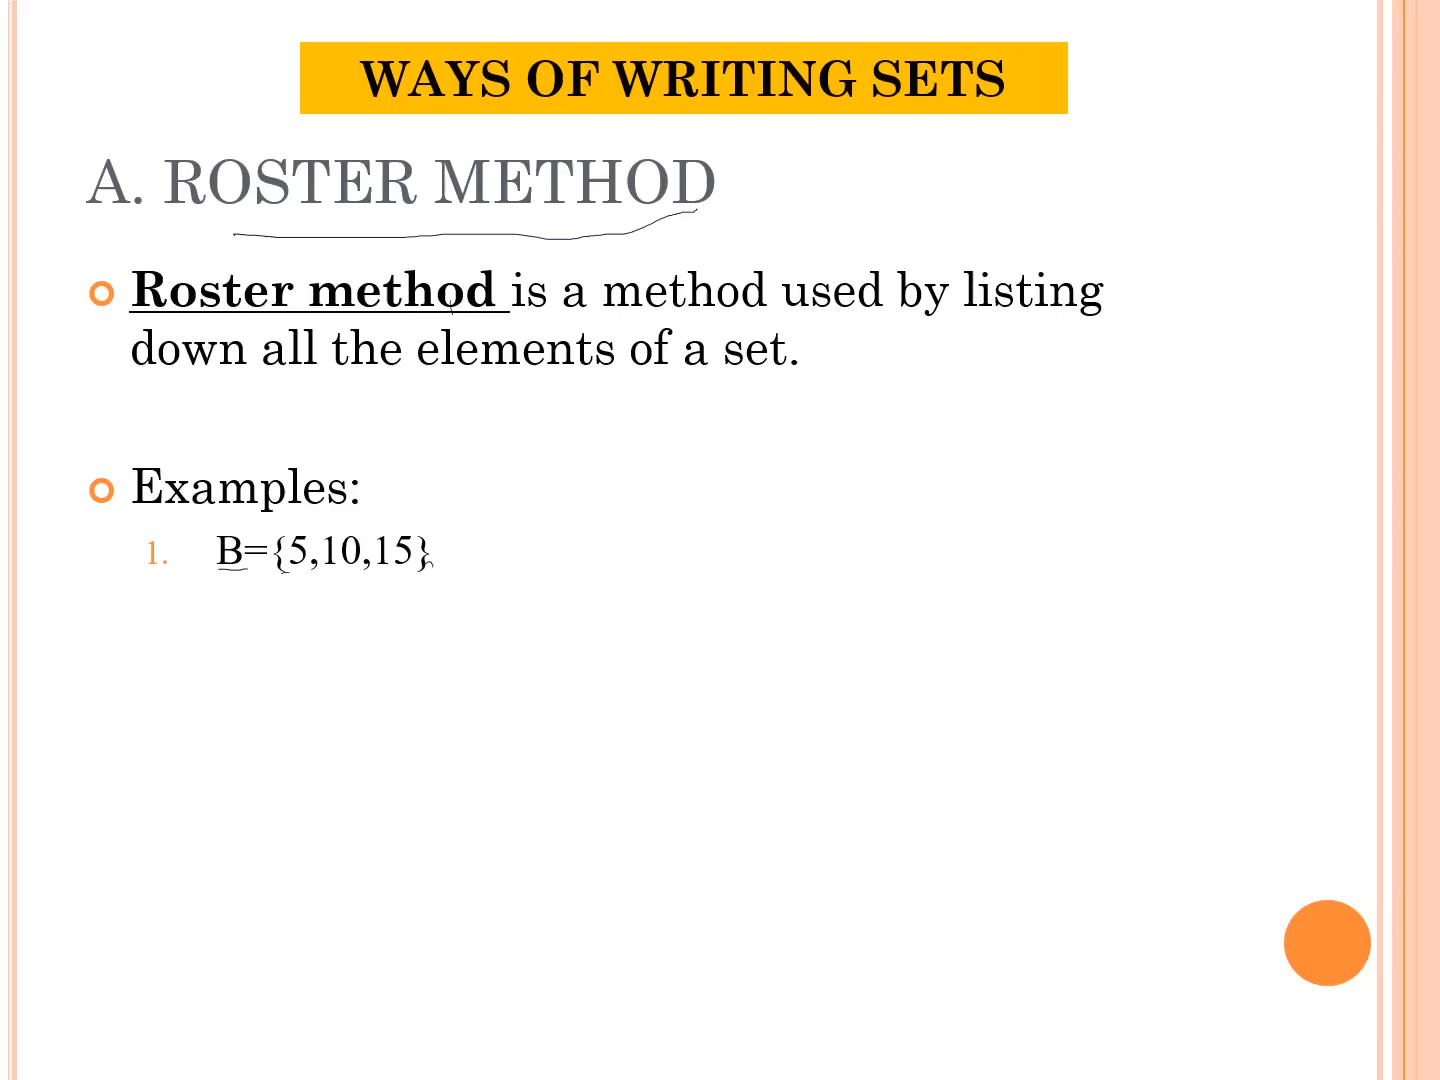 WAYS OF WRITING SETS
A. ROSTER METHOD
Roster method is a method used by listing
down all the elements of a set.
Examples:
1. B={5,10,15}